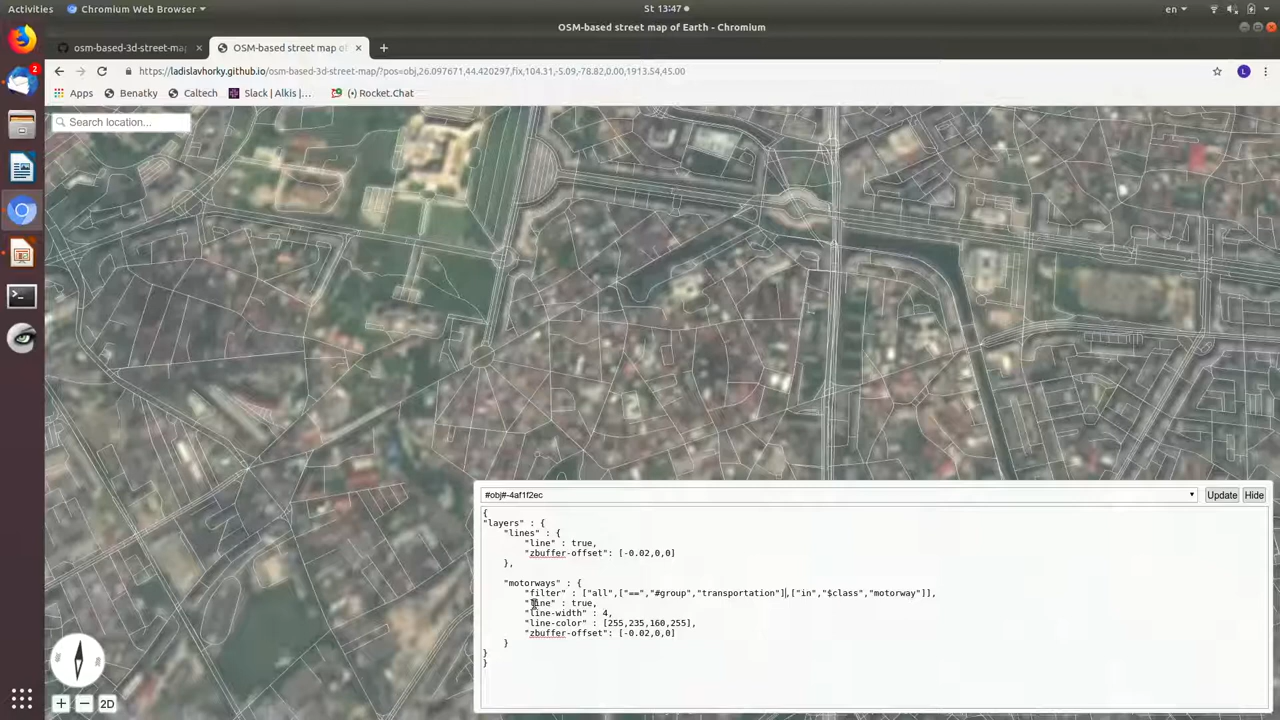 Activities
Chromium Web Browser ▾
St 13:47
en ▾
OSM-based street map of Earth - Chromium
osm-based-3d-street-ma
OSM-based street map of
https://ladislavhorky.github.io/osm-based-3d-street-map/?pos=obj,26.097671,44.420297,fix,104.31,-5.09,-78.82,0.00,1913.54,45.00
L
Apps
Benatky
Caltech
Slack | Alkis |…
(•) Rocket.Chat
2
Search location...
#obj#-4af1f2ec
Update
Hide
{
"layers" : {
"lines" : {
"line" : true,
"zbuffer-offset": [-0.02,0,0]
},
"motorways" : {
"filter" : ["all",["==","#group","transportation"],["in","$class","motorway"]],
"line" : true,
"line-width" : 4,
"line-color" : [255,235,160,255],
"zbuffer-offset": [-0.02,0,0]
}
}
}
+
−
2D